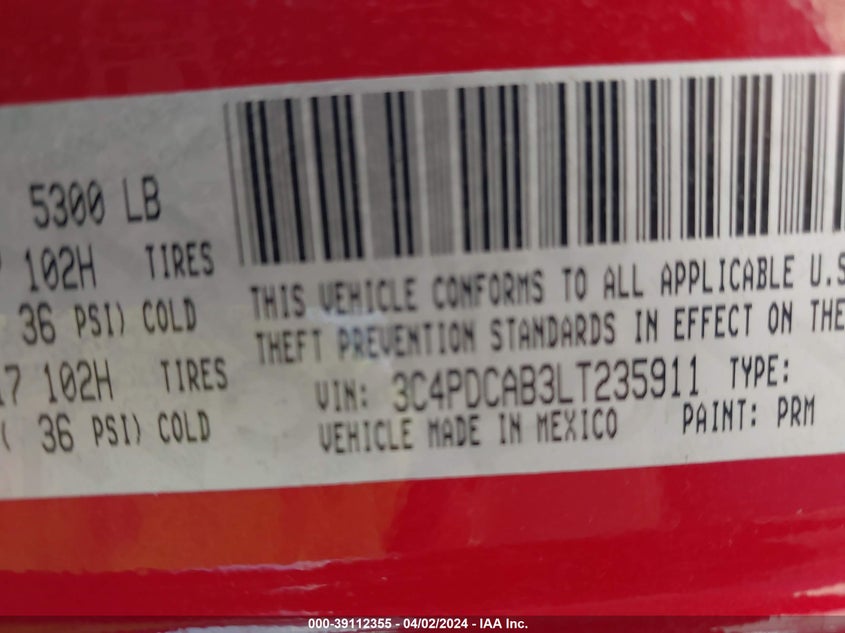 5300 LB
102H TIRES
36 PSI) COLD
17 102H TIRES
( 36 PSI) COLD
THIS VEHICLE CONFORMS TO ALL APPLICABLE U.S
THEFT PREVENTION STANDARDS IN EFFECT ON THE
VIN: 3C4PDCAB3LT235911 TYPE:
VEHICLE MADE IN MEXICO PAINT: PRM
000-39112355 | 04/02/2024 - IAA Inc.